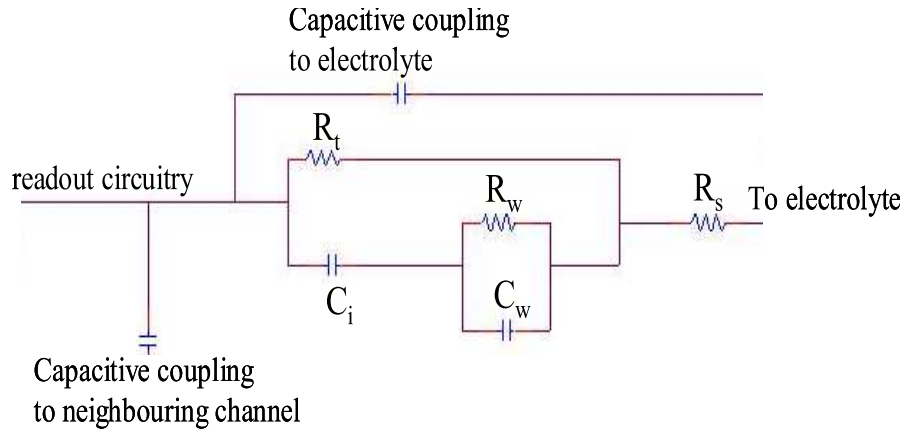 Capacitive coupling
to electrolyte
R_t
readout circuitry
R_w
R_s
To electrolyte
C_i
C_w
Capacitive coupling
to neighbouring channel